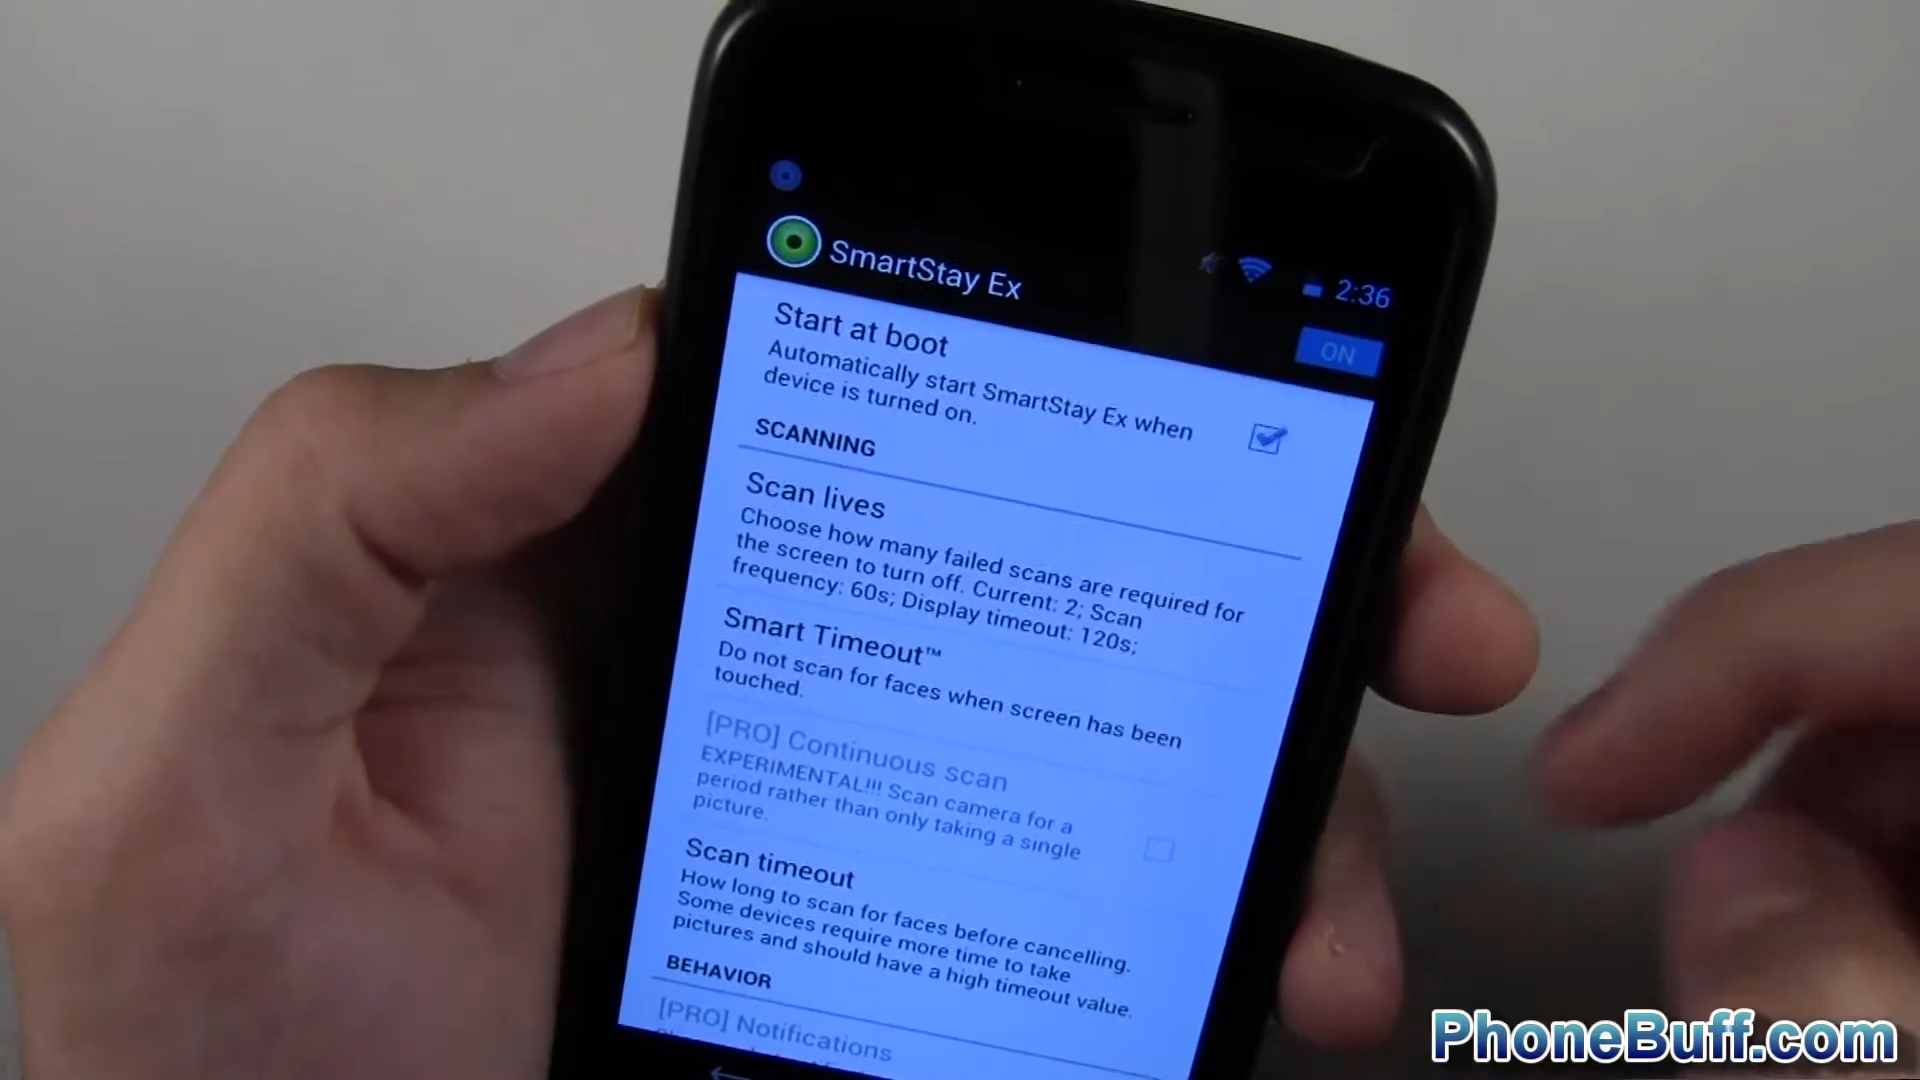 SmartStay Ex
2:36
ON
Start at boot
Automatically start SmartStay Ex when
device is turned on.
SCANNING
Scan lives
Choose how many failed scans are required for
the screen to turn off. Current: 2; Scan
frequency: 60s; Display timeout: 120s;
Smart Timeout™
Do not scan for faces when screen has been
touched.
[PRO] Continuous scan
EXPERIMENTAL!!! Scan camera for a
period rather than only taking a single
picture.
Scan timeout
How long to scan for faces before cancelling.
Some devices require more time to take
pictures and should have a high timeout value.
BEHAVIOR
[PRO] Notifications
PhoneBuff.com